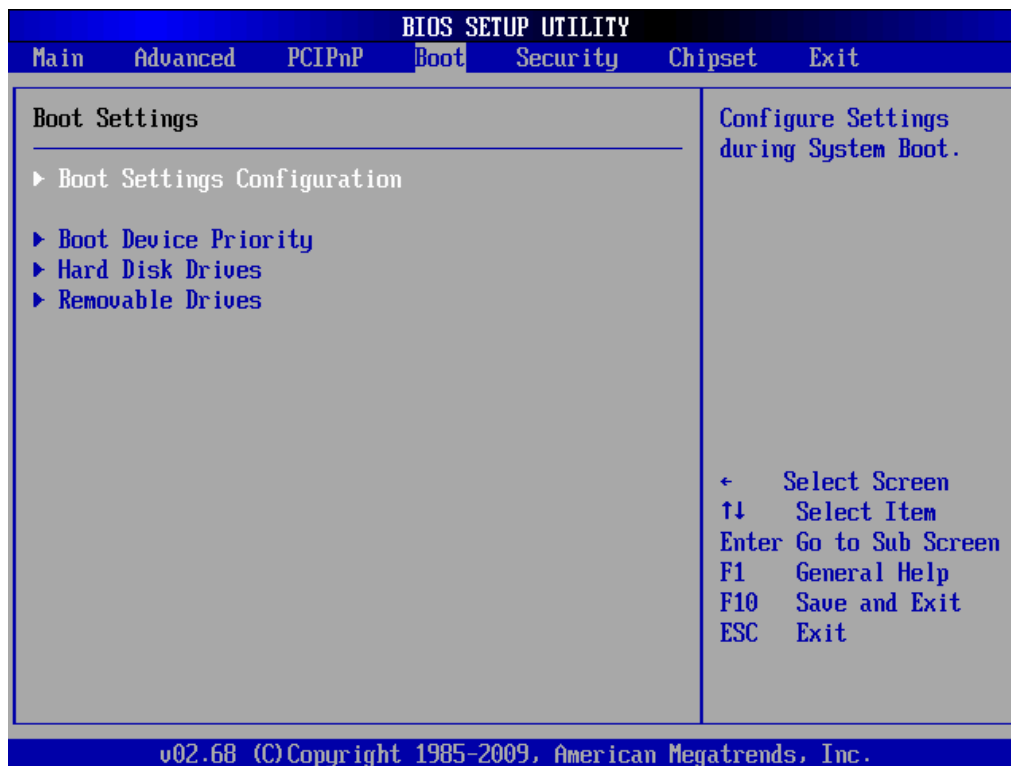 BIOS SETUP UTILITY
Main Advanced PCIPnP Boot Security Chipset Exit
Boot Settings
▶ Boot Settings Configuration
▶ Boot Device Priority
▶ Hard Disk Drives
▶ Removable Drives
Configure Settings
during System Boot.
← Select Screen
↑↓ Select Item
Enter Go to Sub Screen
F1 General Help
F10 Save and Exit
ESC Exit
v02.68 (C)Copyright 1985-2009, American Megatrends, Inc.